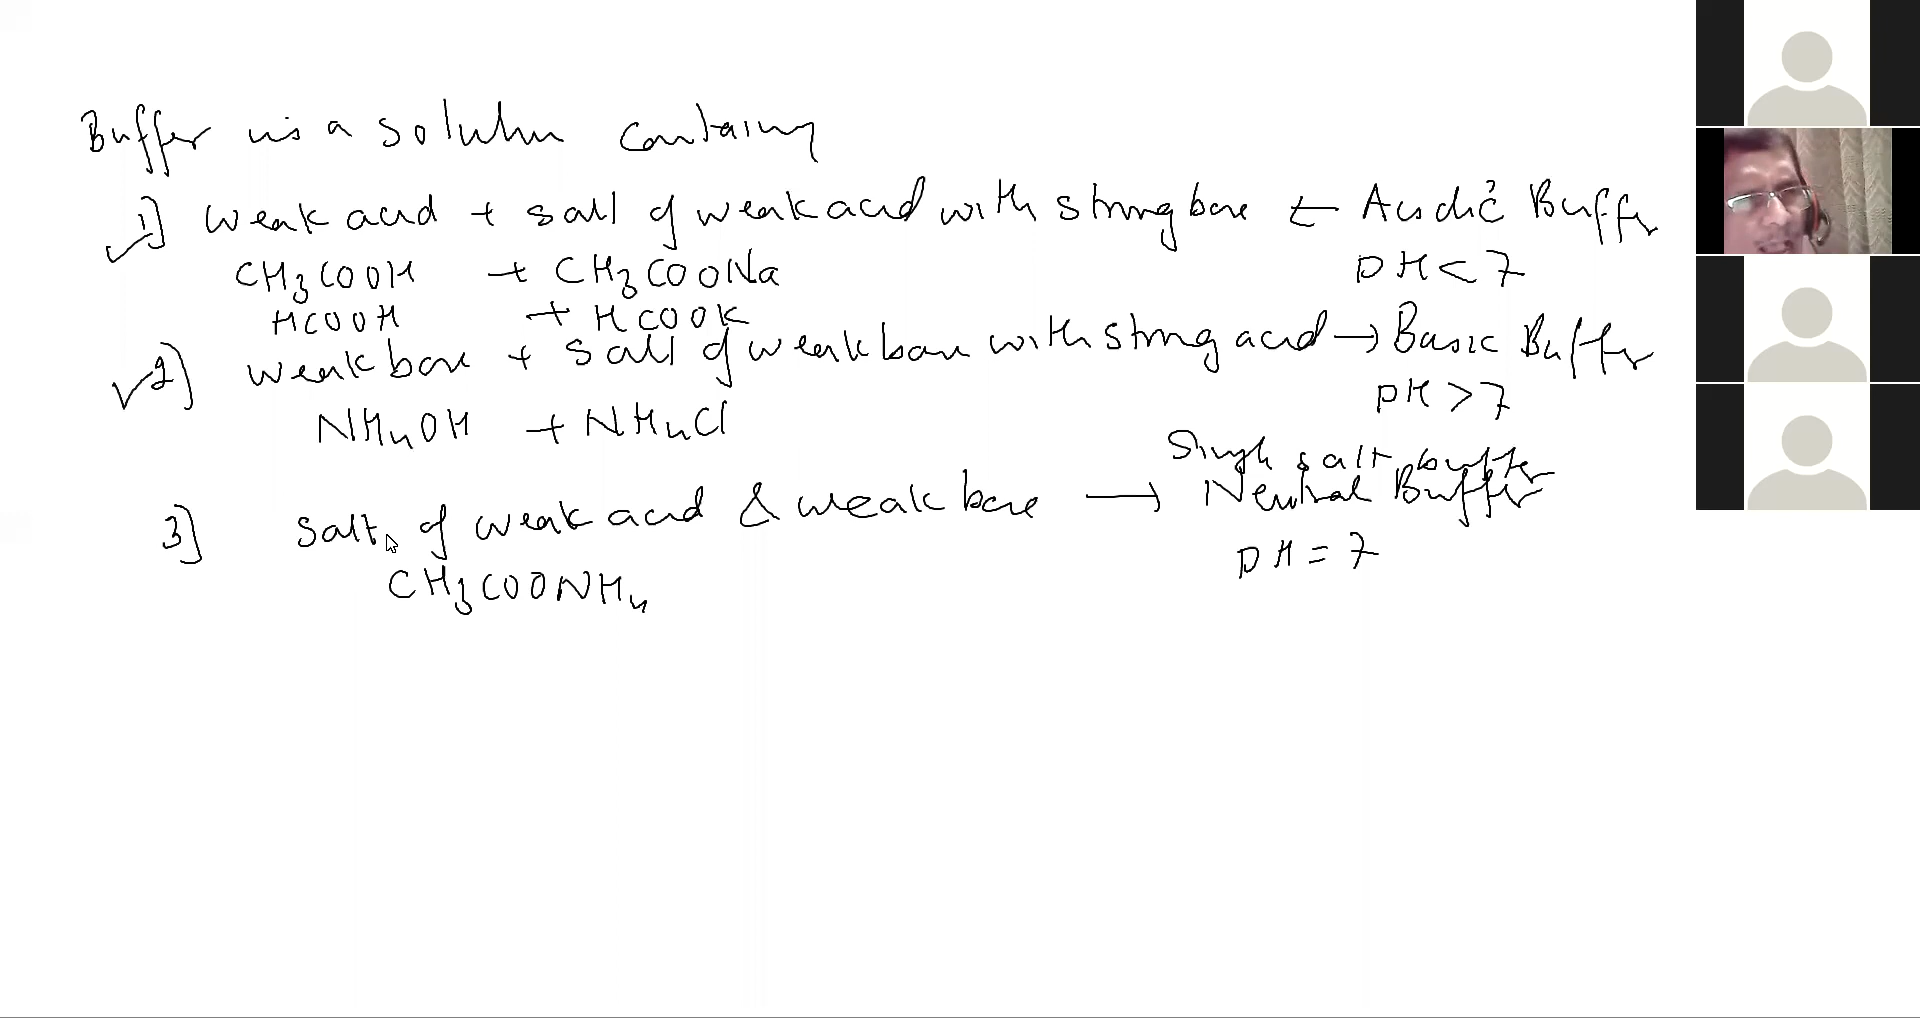 Buffer is a solution containing
1] weak acid + salt of weak acid with strong base ← Acidic Buffer
CH₃COOH + CH₃COONa pH < 7
HCOOH + HCOOK
2] weak base + salt of weak base with strong acid → Basic Buffer
NH₄OH + NH₄Cl pH > 7
Single salt buffer
3] Salt of weak acid & weak base → Neutral Buffer
pH = 7
CH₃COONH₄